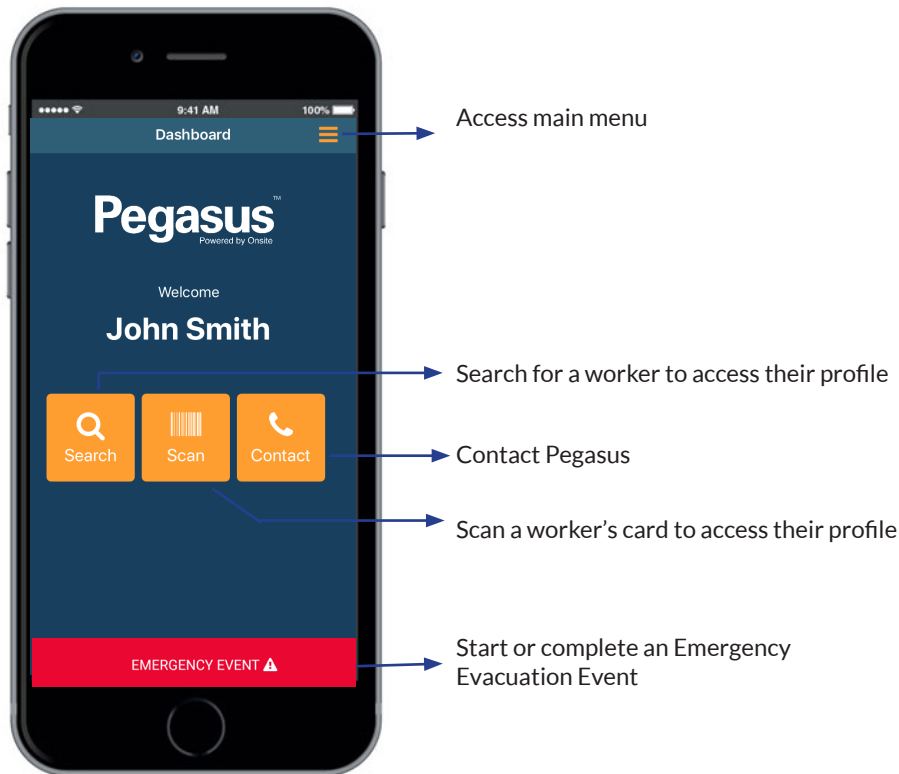 9:41 AM 100%
Access main menu
Dashboard
Pegasus™
Powered by Onsite
Welcome
John Smith
Search for a worker to access their profile
Search Scan Contact
Contact Pegasus
Scan a worker's card to access their profile
Start or complete an Emergency
Evacuation Event
EMERGENCY EVENT